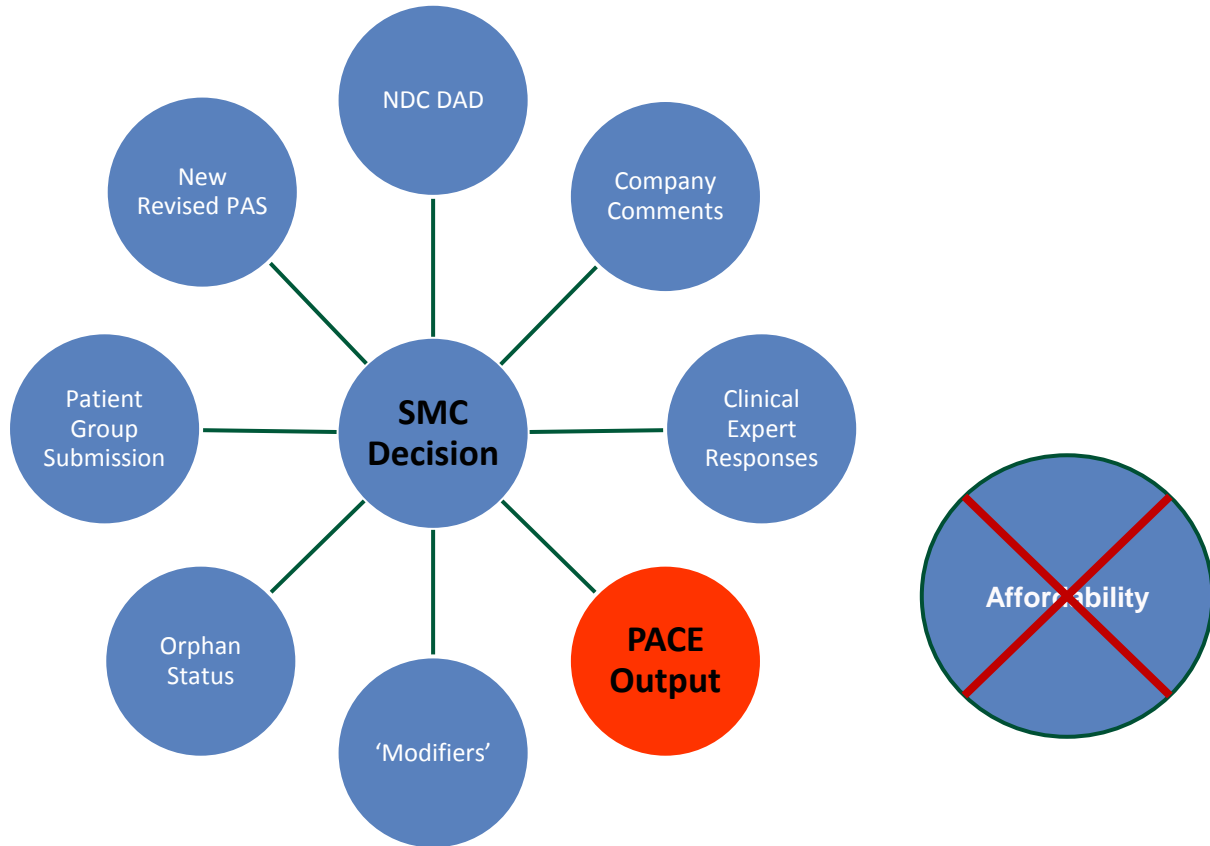 NDC DAD
New
Revised PAS
Company
Comments
Patient
Group
Submission
SMC
Decision
Clinical
Expert
Responses
Affordability
Orphan
Status
PACE
Output
‘Modifiers’